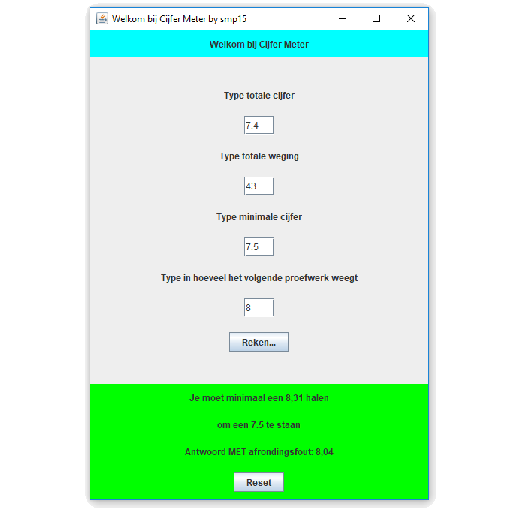 Welkom bij Cijfer Meter by smp15
Welkom bij Cijfer Meter
Type totale cijfer
7.4
Type totale weging
43
Type minimale cijfer
7.5
Type in hoeveel het volgende proefwerk weegt
8
Reken...
Je moet minimaal een 8,31 halen
om een 7.5 te staan
Antwoord MET afrondingsfout: 8,04
Reset